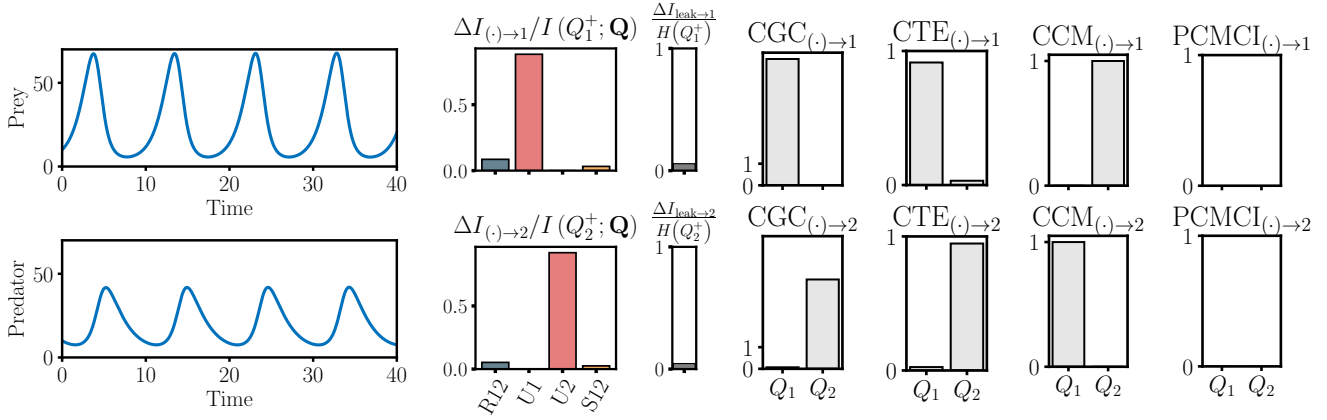 ΔI(·)→1/I(Q1+; Q)
ΔIleak→1
H(Q1+)
CGC(·)→1
CTE(·)→1
CCM(·)→1
PCMCI(·)→1
Prey
50
0
0 10 20 30 40
Time
0.5
0.0
1
0
1
0
1
0
1
0
1
0
ΔI(·)→2/I(Q2+; Q)
ΔIleak→2
H(Q2+)
CGC(·)→2
CTE(·)→2
CCM(·)→2
PCMCI(·)→2
Predator
50
0
0 10 20 30 40
Time
0.5
0.0
R12 U1 U2 S12
1
0
1
0
Q1 Q2
1
0
Q1 Q2
1
0
Q1 Q2
1
0
Q1 Q2